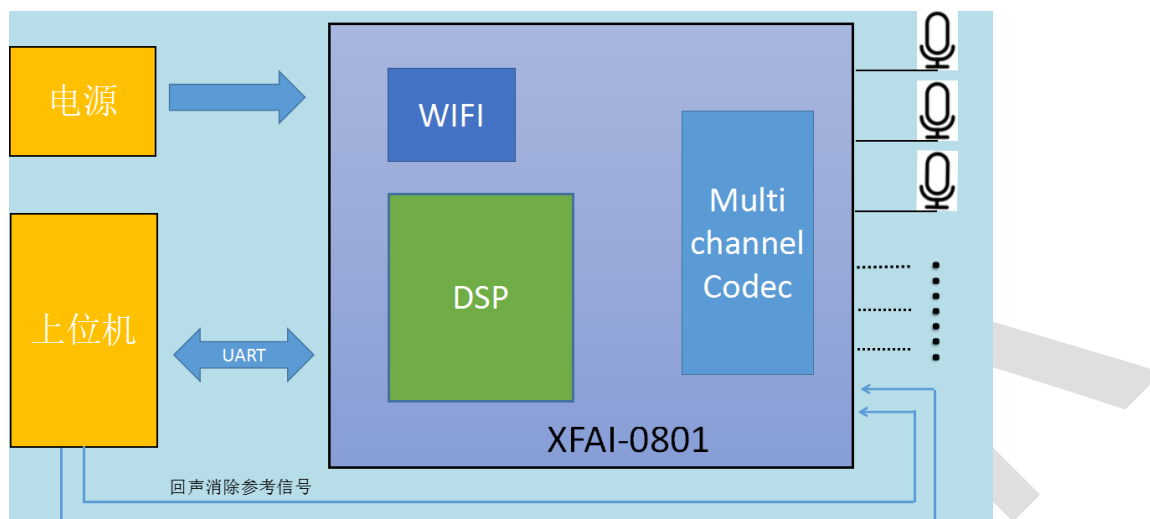 电源
WIFI
Multi
channel
Codec
DSP
上位机
UART
XFAI-0801
回声消除参考信号